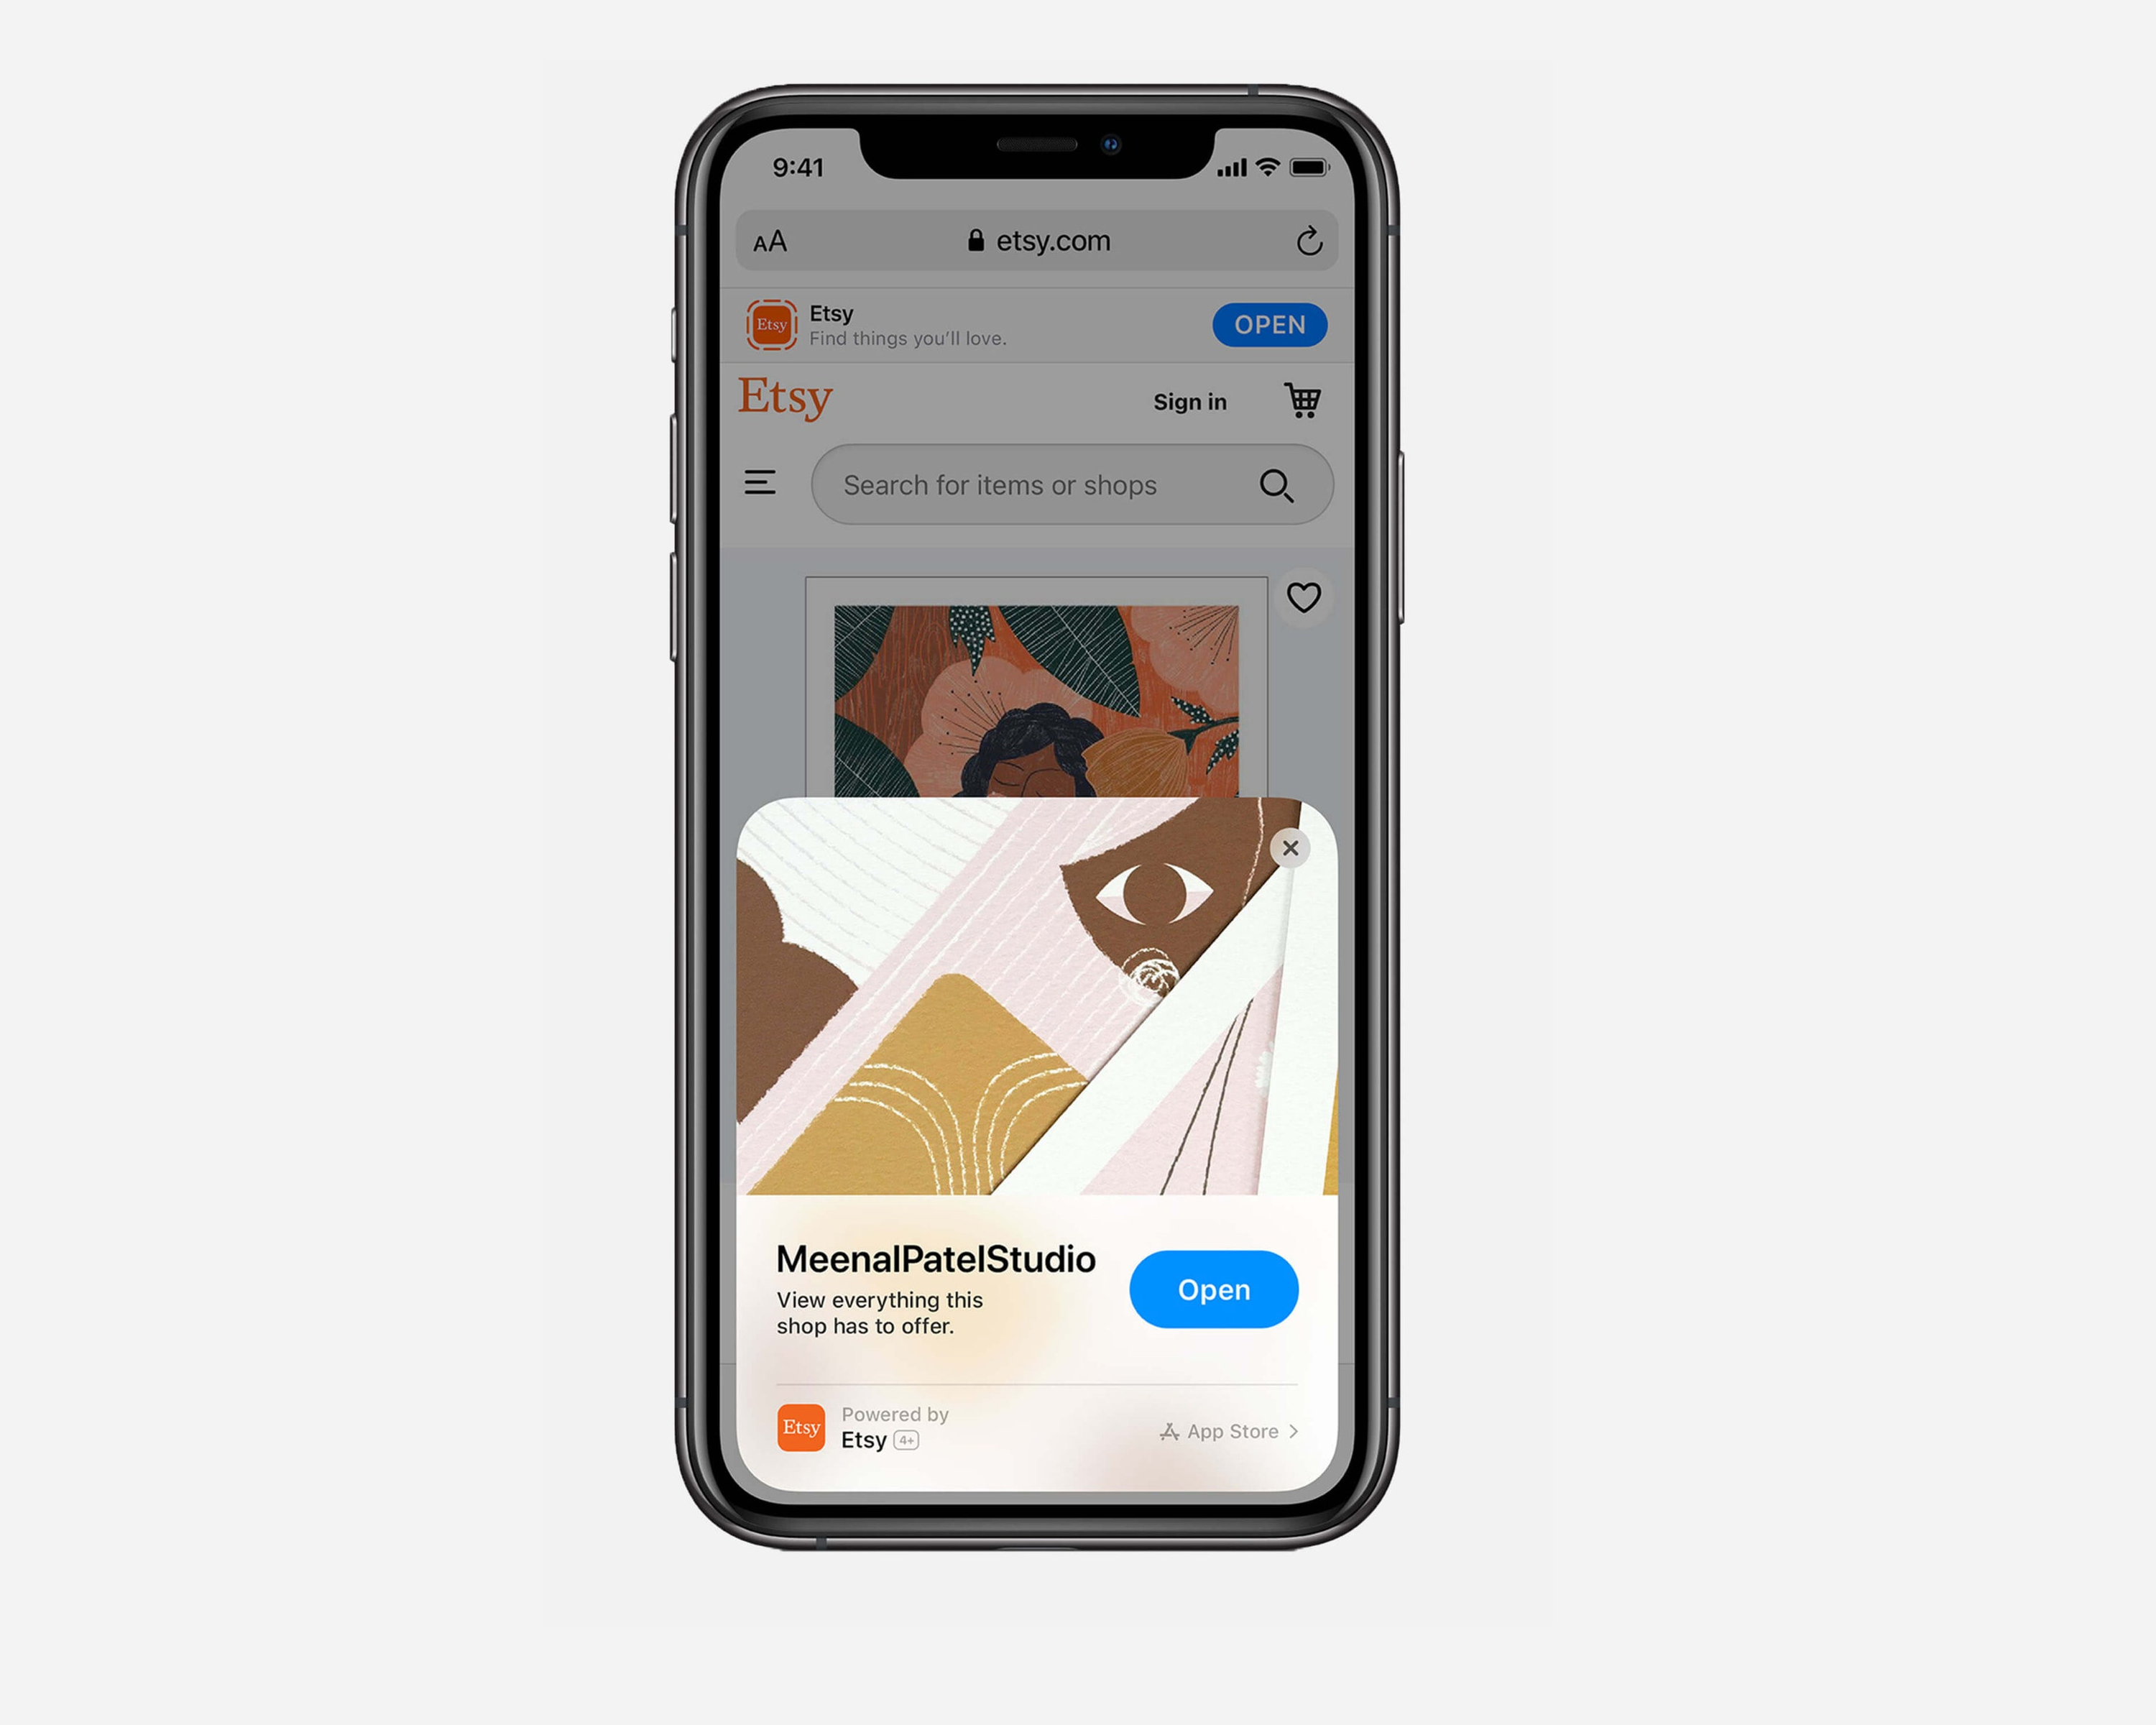 9:41
AA etsy.com
Etsy
Etsy
Find things you’ll love.
OPEN
Etsy
Sign in
Search for items or shops
MeenalPatelStudio
View everything this
shop has to offer.
Open
Etsy
Powered by
Etsy 4+
App Store